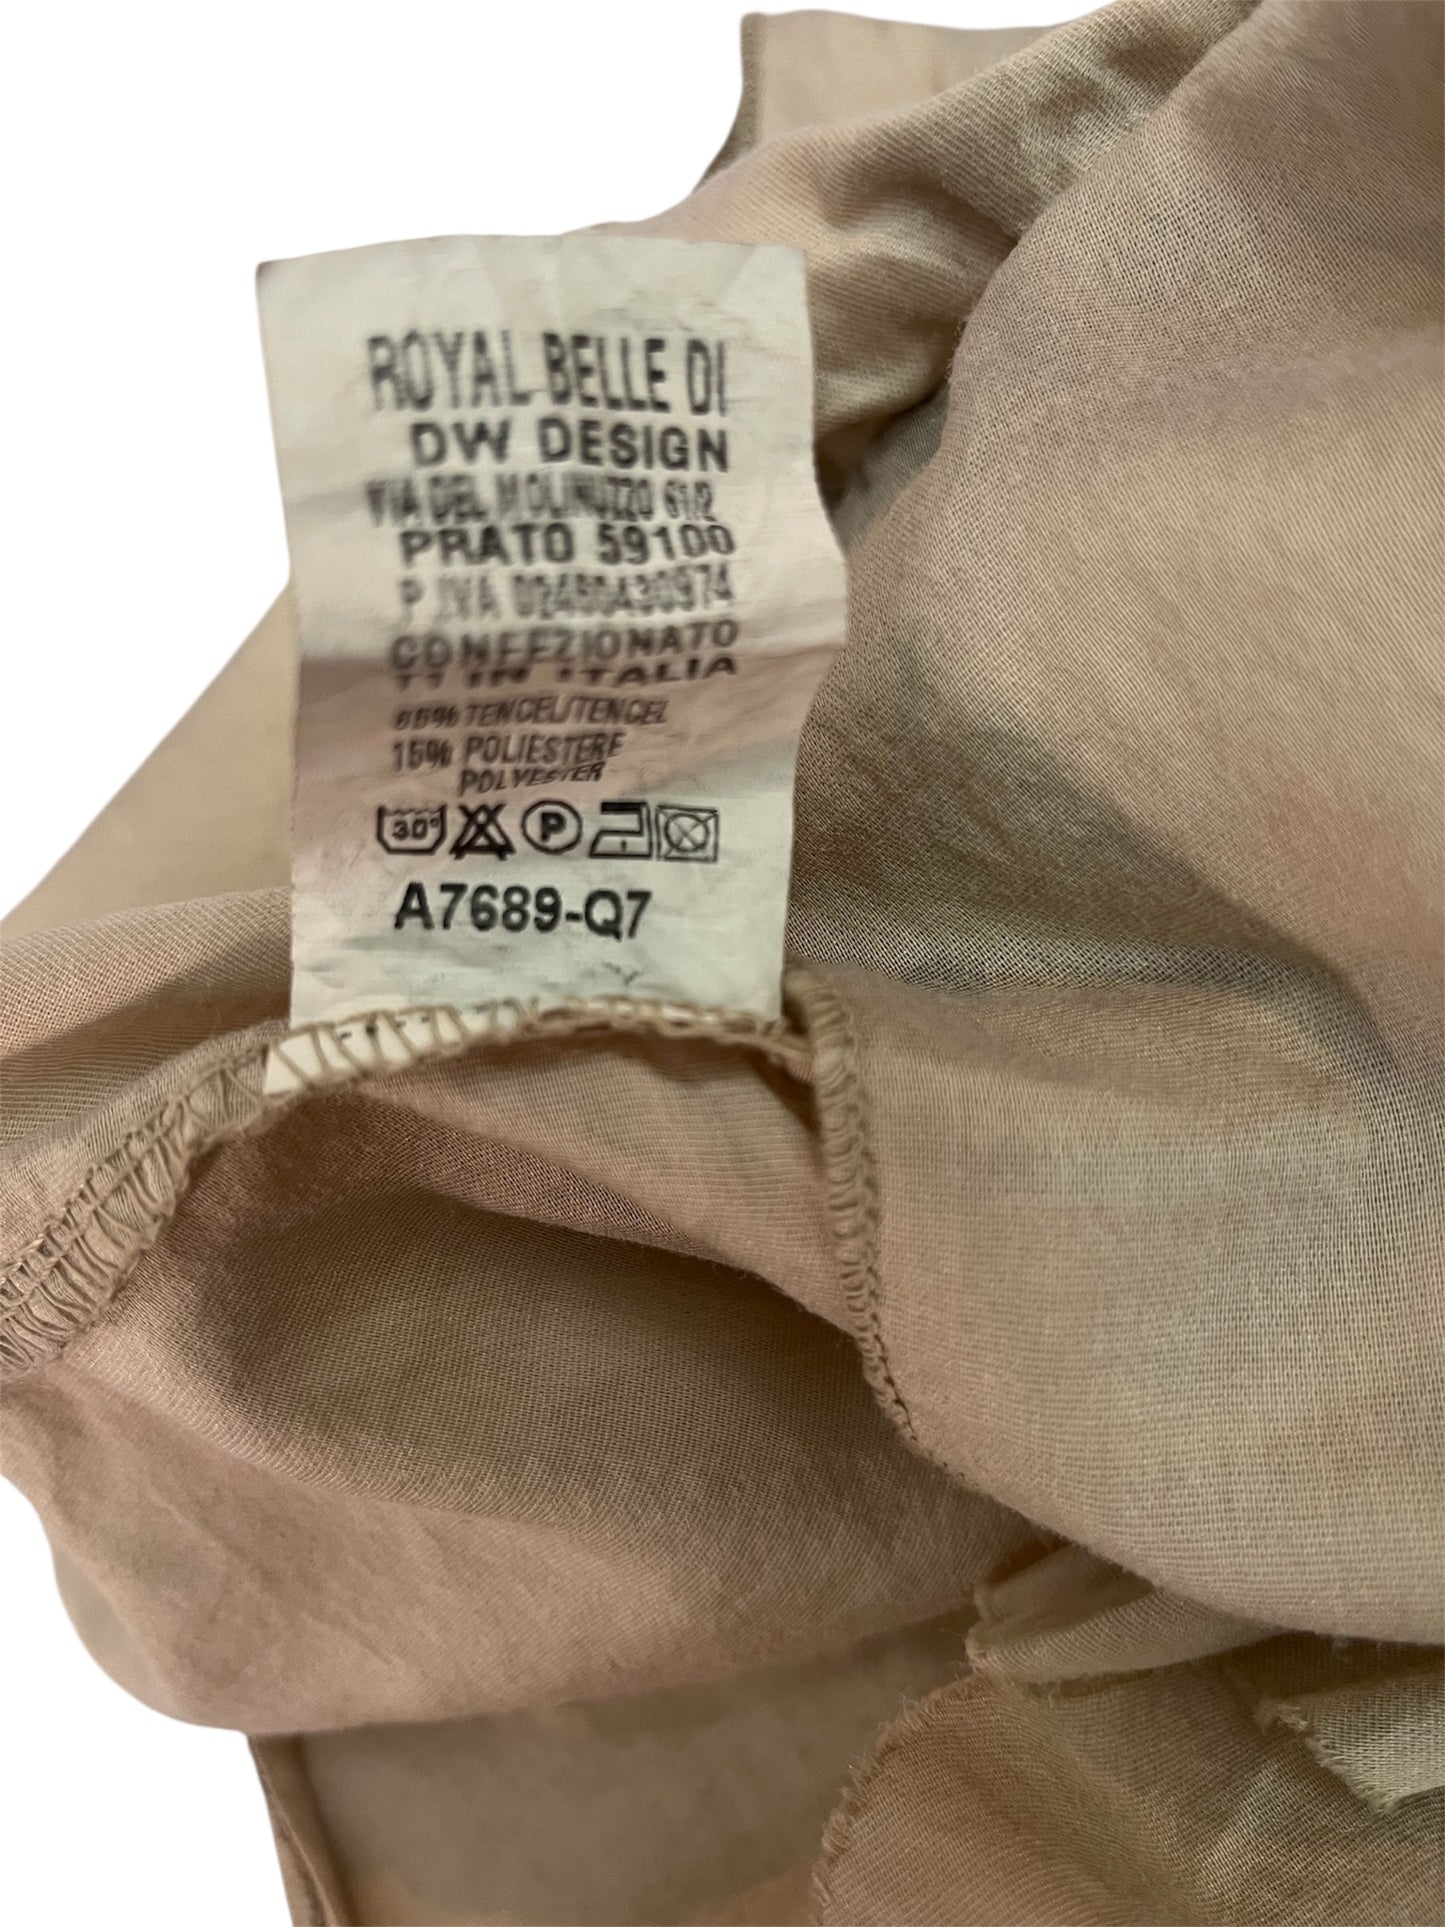 ROYAL BELLE DI
DW DESIGN
VIA DEL MOLINUZZO 61/2
PRATO 59100
P.IVA 02450430974
CONFEZIONATO
IN ITALIA
85% TENCEL/TENCEL
15% POLIESTERE
POLYESTER
30° P
A7689-Q7